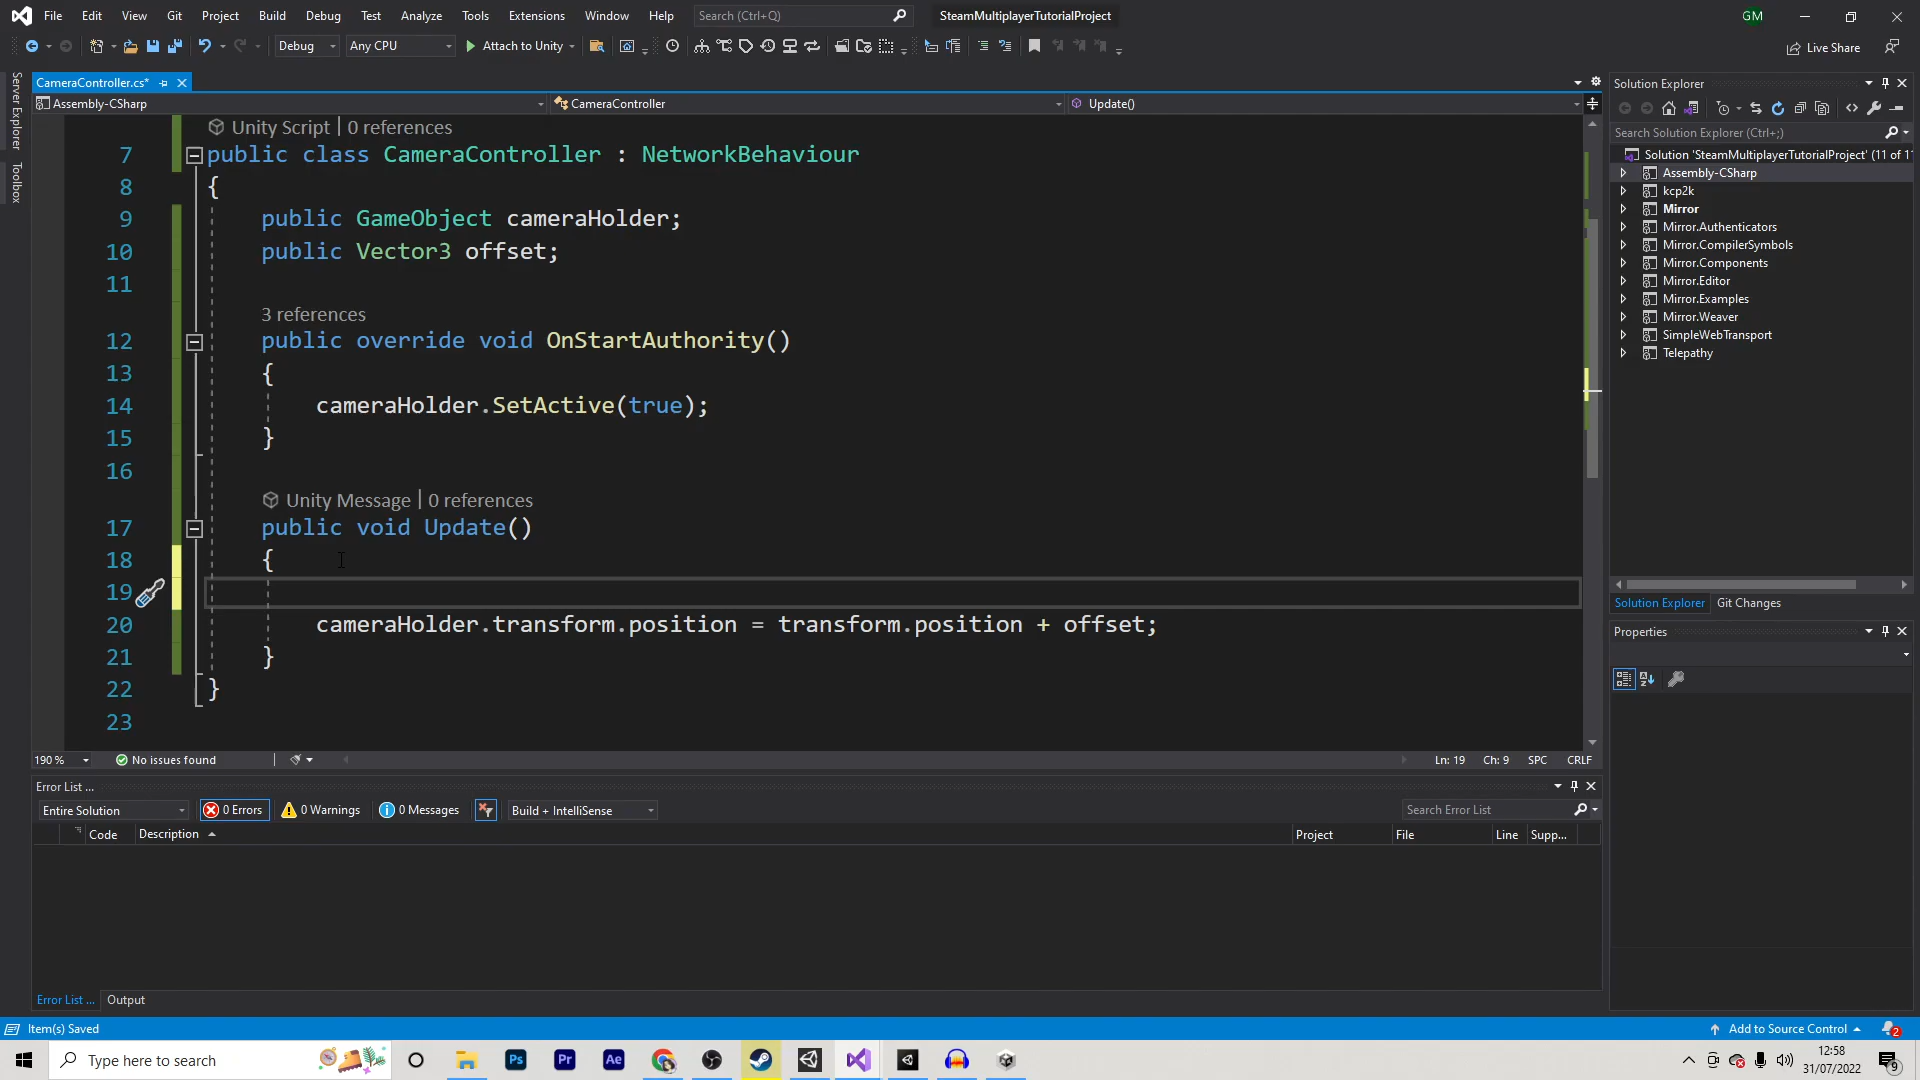 File Edit View Git Project Build Debug Test Analyze Tools Extensions Window Help Search (Ctrl+Q) SteamMultiplayerTutorialProject GM
Debug Any CPU Attach to Unity Live Share
Server Explorer
Toolbox
CameraController.cs*
Assembly-CSharp CameraController Update()
Unity Script | 0 references
7 public class CameraController : NetworkBehaviour
8 {
9 public GameObject cameraHolder;
10 public Vector3 offset;
11
3 references
12 public override void OnStartAuthority()
13 {
14 cameraHolder.SetActive(true);
15 }
16
Unity Message | 0 references
17 public void Update()
18 {
19
20 cameraHolder.transform.position = transform.position + offset;
21 }
22 }
23
190 % No issues found Ln: 19 Ch: 9 SPC CRLF
Error List ...
Entire Solution 0 Errors 0 Warnings 0 Messages Build + IntelliSense Search Error List
Code Description Project File Line Supp...
Error List ... Output
Solution Explorer
Search Solution Explorer (Ctrl+;)
Solution 'SteamMultiplayerTutorialProject' (11 of 1
Assembly-CSharp
kcp2k
Mirror
Mirror.Authenticators
Mirror.CompilerSymbols
Mirror.Components
Mirror.Editor
Mirror.Examples
Mirror.Weaver
SimpleWebTransport
Telepathy
Solution Explorer Git Changes
Properties
Item(s) Saved Add to Source Control 2
Type here to search Ps Pr Ae 12:58
31/07/2022 9